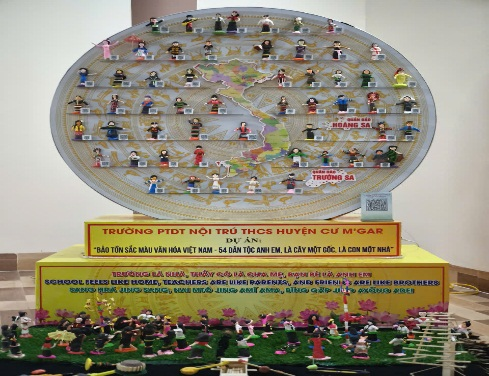 QUẦN ĐẢO
HOÀNG SA
QUẦN ĐẢO
TRƯỜNG SA
TRƯỜNG PTDT NỘI TRÚ THCS HUYỆN CƯ M'GAR
DỰ ÁN:
"BẢO TỒN SẮC MÀU VĂN HÓA VIỆT NAM - 54 DÂN TỘC ANH EM, LÀ CÂY MỘT GỐC, LÀ CON MỘT NHÀ"
TRƯỜNG LÀ NHÀ, THẦY CÔ LÀ CHA MẸ, BẠN BÈ LÀ ANH EM
SCHOOL FEELS LIKE HOME, TEACHERS ARE LIKE PARENTS, AND FRIENDS ARE LIKE BROTHERS